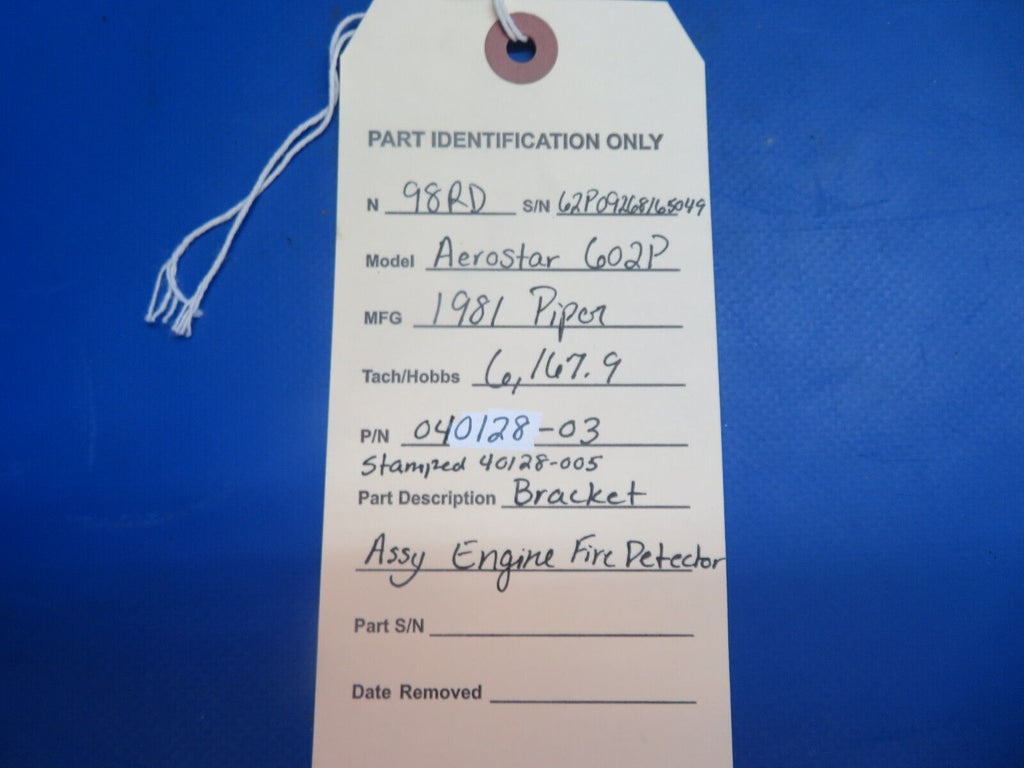 PART IDENTIFICATION ONLY
N 98RD S/N 62P09268165049
Model Aerostar 602P
MFG 1981 Piper
Tach/Hobbs 6,167.9
P/N 040128-03
Stamped 40128-005
Part Description Bracket
Assy Engine Fire Detector
Part S/N
Date Removed